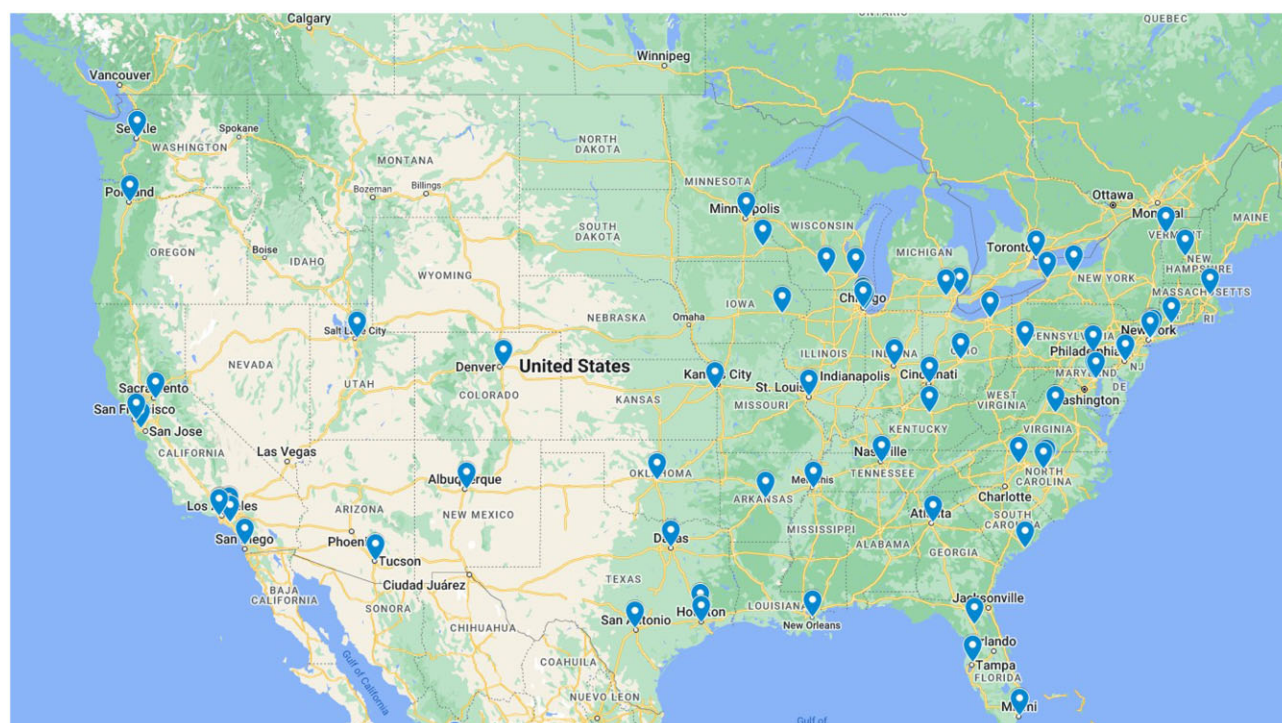 Calgary
ONTARIO
QUEBEC
Winnipeg
Vancouver
Seattle
Spokane
WASHINGTON
NORTH
DAKOTA
MONTANA
MINNESOTA
Bozeman
Billings
Portland
Minneapolis
Ottawa
Montreal
MAINE
OREGON
Boise
IDAHO
SOUTH
DAKOTA
WISCONSIN
MICHIGAN
Toronto
VERMONT
NEW
HAMPSHIRE
WYOMING
NEW YORK
MASSACHUSETTS
RI
Salt Lake City
NEBRASKA
Omaha
IOWA
Chicago
NEVADA
Denver
United States
ILLINOIS
INDIANA
OHIO
PENNSYLVANIA
New York
Philadelphia
NJ
MARYLAND
DE
Sacramento
San Francisco
San Jose
UTAH
COLORADO
KANSAS
Kansas City
St. Louis
MISSOURI
Indianapolis
Cincinnati
WEST
VIRGINIA
Washington
KENTUCKY
VIRGINIA
CALIFORNIA
Las Vegas
Nashville
TENNESSEE
NORTH
CAROLINA
Charlotte
Albuquerque
OKLAHOMA
Memphis
ARKANSAS
Los Angeles
ARIZONA
NEW MEXICO
MISSISSIPPI
Atlanta
SOUTH
CAROLINA
San Diego
Phoenix
Tucson
Dallas
ALABAMA
GEORGIA
Ciudad Juárez
TEXAS
BAJA
CALIFORNIA
SONORA
CHIHUAHUA
San Antonio
Houston
LOUISIANA
New Orleans
Jacksonville
Orlando
Tampa
FLORIDA
COAHUILA
Gulf of California
NUEVO LEON
Miami
Gulf of